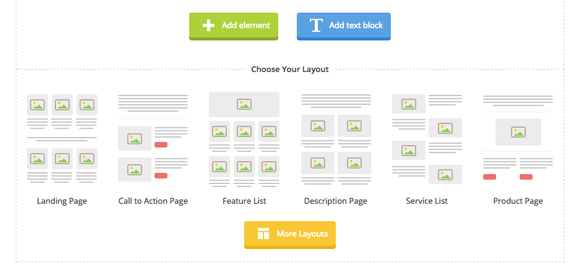 Add element
Add text block
Choose Your Layout
Landing Page
Call to Action Page
Feature List
Description Page
Service List
Product Page
More Layouts